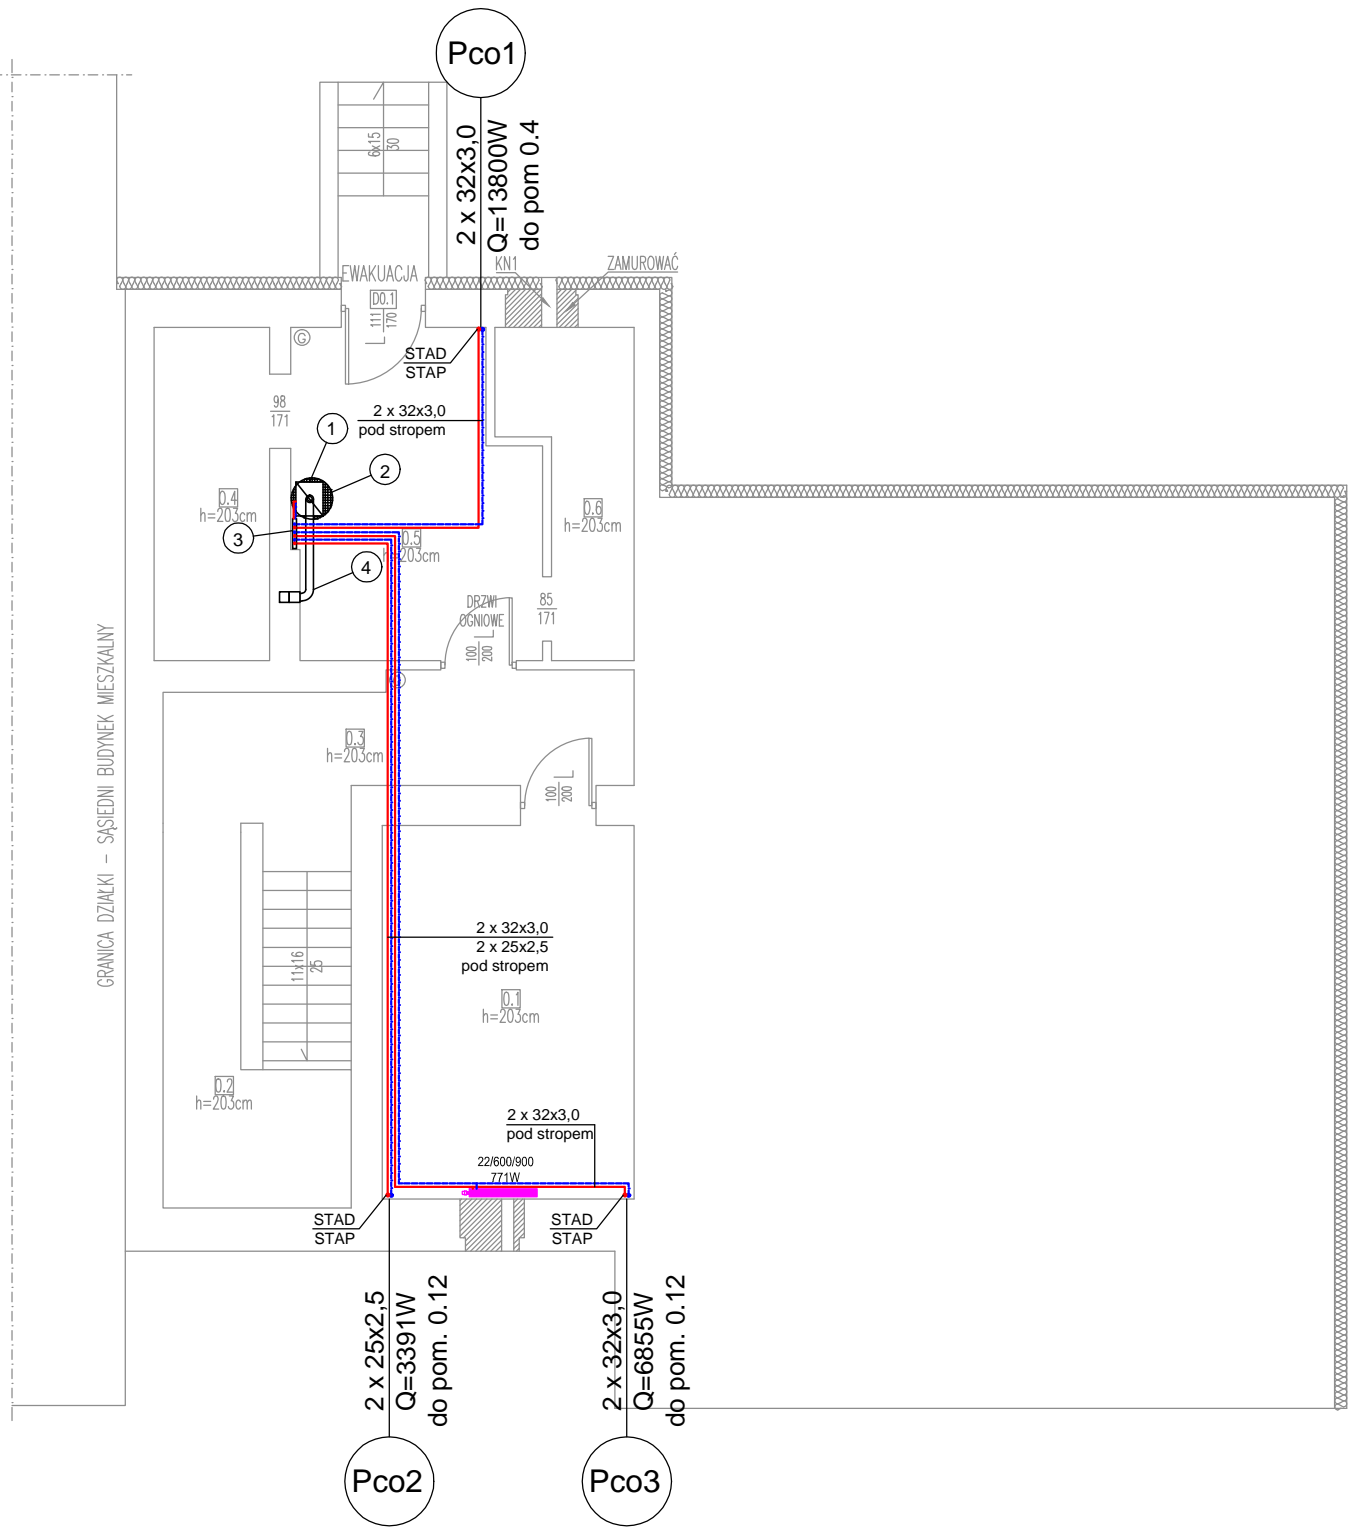 Pco1
2 x 32x3,0
Q=13800W
do pom 0.4
6x15
30
EWAKUACJA
D0.1
111
170
KN1
ZAMUROWAĆ
G
STAD
STAP
98
171
2 x 32x3,0
pod stropem
1
2
0.4
h=203cm
3
0.5
h=203cm
0.6
h=203cm
4
DRZWI
OGNIOWE
100
200
85
171
GRANICA DZIAŁKI – SĄSIEDNI BUDYNEK MIESZKALNY
0.3
h=203cm
100
200
2 x 32x3,0
2 x 25x2,5
pod stropem
11x16
25
0.1
h=203cm
0.2
h=203cm
2 x 32x3,0
pod stropem
22/600/900
771W
STAD
STAP
STAD
STAP
2 x 25x2,5
Q=3391W
do pom. 0.12
2 x 32x3,0
Q=6855W
do pom. 0.12
Pco2
Pco3